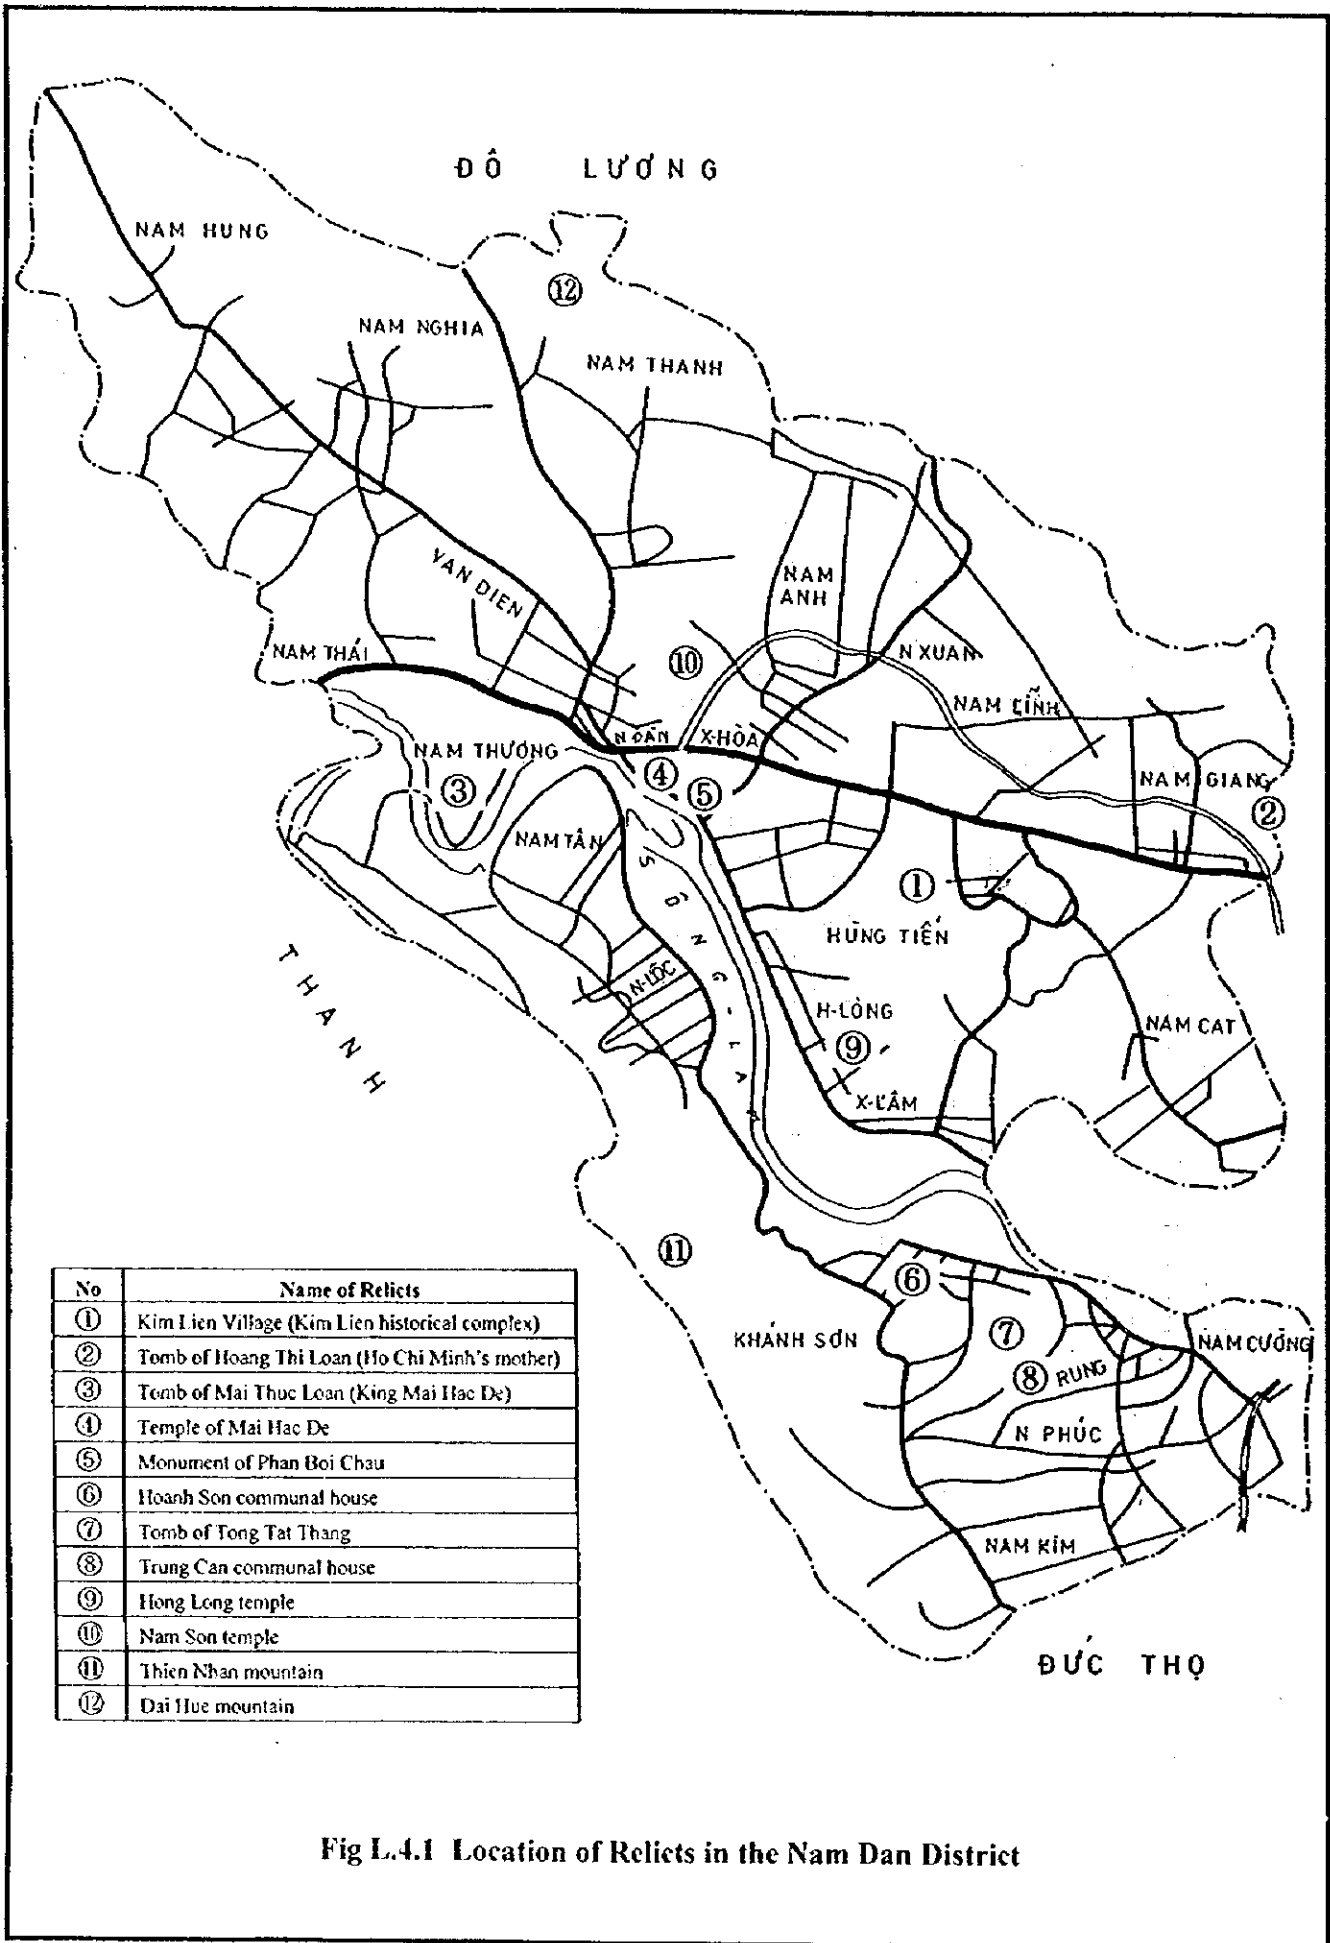 ĐÔ LƯƠNG
NAM HUNG
⑫
NAM NGHIA
NAM THANH
VAN DIEN
NAM ANH
NAM THÁI
⑩
N XUAN
NAM LĨNH
N ĐÀN
X-HÒA
NAM THƯƠNG
④
NAM GIANG
③
⑤
②
NAM TÂN
①
SÔNG-LAM
HÙNG TIẾN
THANH
N-LỘC
H-LÒNG
NAM CAT
⑨
X-LÂM
⑪
⑥
KHÁNH SƠN
⑦
NAM CƯỜNG
⑧
RUNG
N PHÚC
NAM KIM
ĐỨC THỌ
No Name of Relicts
① Kim Lien Village (Kim Lien historical complex)
② Tomb of Hoang Thi Loan (Ho Chi Minh's mother)
③ Tomb of Mai Thuc Loan (King Mai Hac De)
④ Temple of Mai Hac De
⑤ Monument of Phan Boi Chau
⑥ Hoanh Son communal house
⑦ Tomb of Tong Tat Thang
⑧ Trung Can communal house
⑨ Hong Long temple
⑩ Nam Son temple
⑪ Thien Nhan mountain
⑫ Dai Hue mountain
Fig L.4.1 Location of Relicts in the Nam Dan District